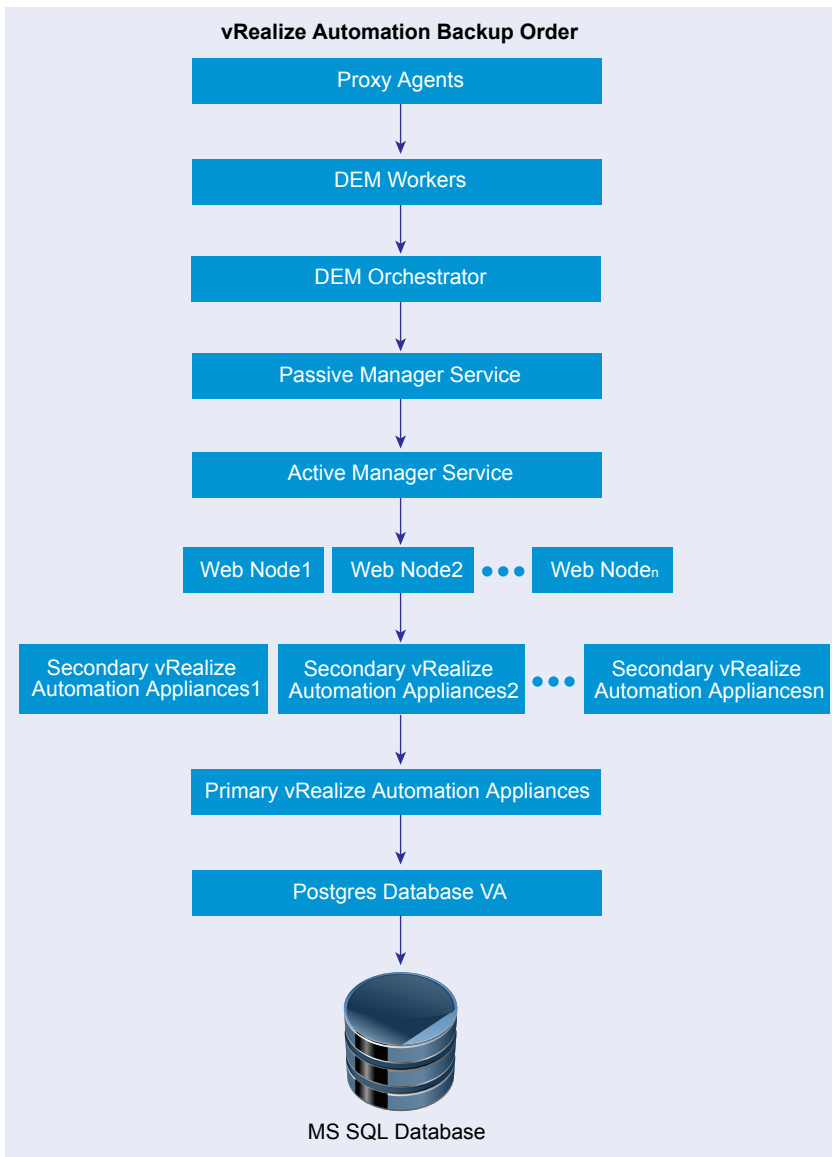 vRealize Automation Backup Order
Proxy Agents
DEM Workers
DEM Orchestrator
Passive Manager Service
Active Manager Service
Web Node1
Web Node2
Web Noden
Secondary vRealize
Automation Appliances1
Secondary vRealize
Automation Appliances2
Secondary vRealize
Automation Appliancesn
Primary vRealize Automation Appliances
Postgres Database VA
MS SQL Database